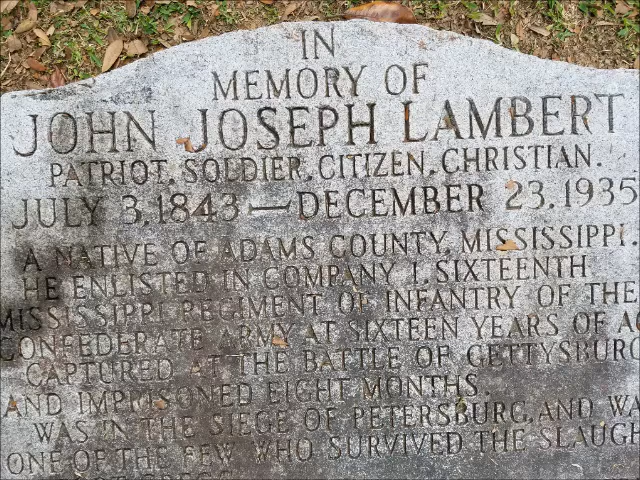 IN
MEMORY OF
JOHN JOSEPH LAMBERT
PATRIOT. SOLDIER. CITIZEN. CHRISTIAN.
JULY 3, 1843 — DECEMBER 23, 1935
A NATIVE OF ADAMS COUNTY, MISSISSIPPI.
HE ENLISTED IN COMPANY I, SIXTEENTH
MISSISSIPPI REGIMENT OF INFANTRY OF THE
CONFEDERATE ARMY AT SIXTEEN YEARS OF AG
CAPTURED AT THE BATTLE OF GETTYSBURG
AND IMPRISONED EIGHT MONTHS.
WAS IN THE SIEGE OF PETERSBURG, AND WA
ONE OF THE FEW WHO SURVIVED THE SLAUGH